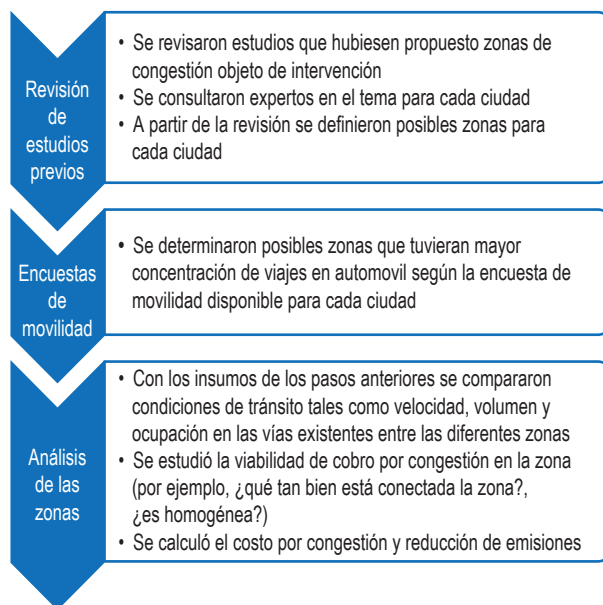 Revisión
de
estudios
previos
• Se revisaron estudios que hubiesen propuesto zonas de
congestión objeto de intervención
• Se consultaron expertos en el tema para cada ciudad
• A partir de la revisión se definieron posibles zonas para
cada ciudad
Encuestas
de
movilidad
• Se determinaron posibles zonas que tuvieran mayor
concentración de viajes en automovil según la encuesta de
movilidad disponible para cada ciudad
Análisis
de las
zonas
• Con los insumos de los pasos anteriores se compararon
condiciones de tránsito tales como velocidad, volumen y
ocupación en las vías existentes entre las diferentes zonas
• Se estudió la viabilidad de cobro por congestión en la zona
(por ejemplo, ¿qué tan bien está conectada la zona?,
¿es homogénea?)
• Se calculó el costo por congestión y reducción de emisiones